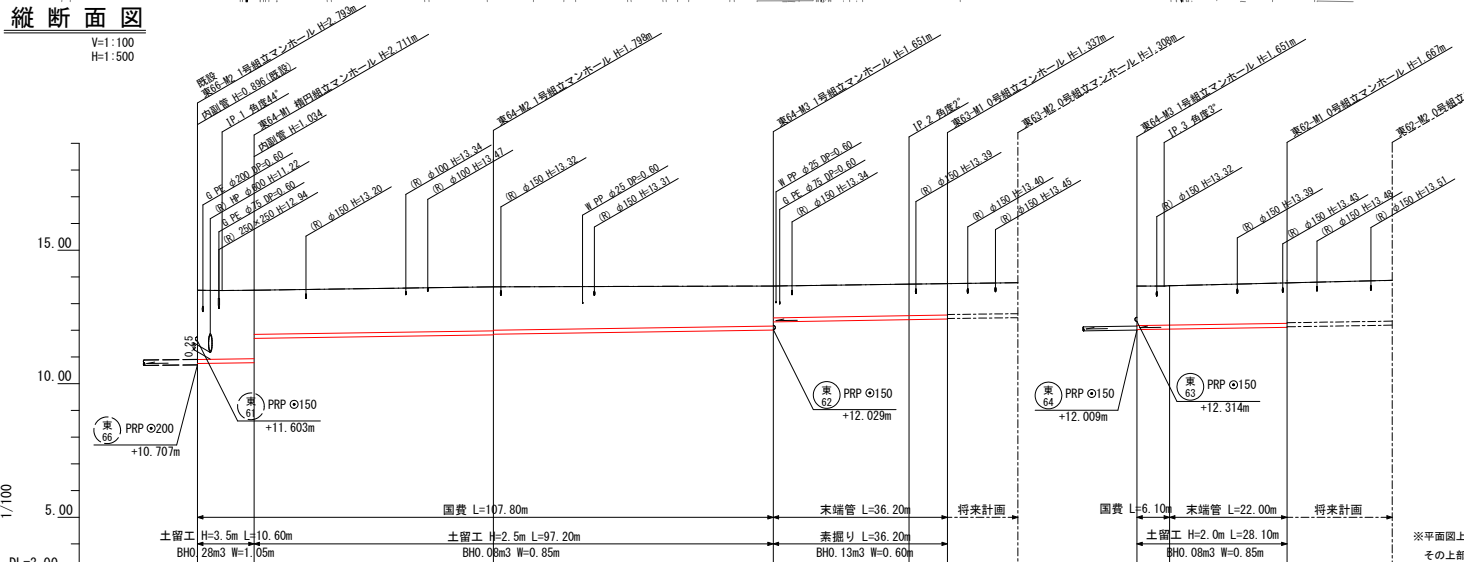 縦断面図
V=1:100
H=1:500
既設
東66-M2 1号組立マンホール H=2.793m
内副管 H=0.896(既設)
IP 1 角度44°
東64-M1 楕円組立マンホール H=2.711m
内副管 H=1.034
東64-M2 1号組立マンホール H=1.798m
東64-M3 1号組立マンホール H=1.651m
IP 2 角度2°
東63-M1 0号組立マンホール H=1.337m
東63-M2 0号組立マンホール H=1.308m
東64-M3 1号組立マンホール H=1.651m
IP 3 角度3°
東62-M1 0号組立マンホール H=1.667m
東62-M2 0号組立
G PE φ200 DP=0.60
(R) HP φ600 H=11.22
G PE φ75 DP=0.60
(R) 250×250 H=12.94
(R) φ150 H=13.20
(R) φ100 H=13.34
(R) φ100 H=13.47
(R) φ150 H=13.32
W PP φ25 DP=0.60
(R) φ150 H=13.31
W PP φ25 DP=0.60
G PE φ75 DP=0.60
(R) φ150 H=13.34
(R) φ150 H=13.39
(R) φ150 H=13.40
(R) φ150 H=13.45
(R) φ150 H=13.32
(R) φ150 H=13.39
(R) φ150 H=13.43
(R) φ150 H=13.48
(R) φ150 H=13.51
15.00
10.00
5.00
1/100
0.25
東66 PRP ⊙200
+10.707m
東61 PRP ⊙150
+11.603m
東62 PRP ⊙150
+12.029m
東64 PRP ⊙150
+12.009m
東63 PRP ⊙150
+12.314m
国費 L=107.80m
末端管 L=36.20m
将来計画
国費 L=6.10m
末端管 L=22.00m
将来計画
土留工 H=3.5m L=10.60m
土留工 H=2.5m L=97.20m
素掘り L=36.20m
土留工 H=2.0m L=28.10m
BH0.28m3 W=1.05m
BH0.08m3 W=0.85m
BH0.13m3 W=0.60m
BH0.08m3 W=0.85m
※平面図上
その上部